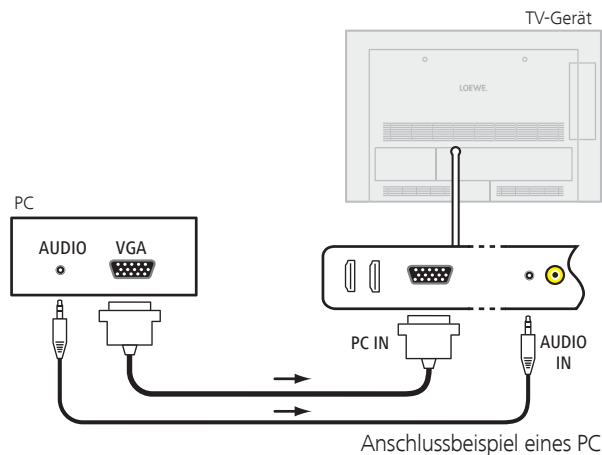 TV-Gerät
LOEWE.
PC
AUDIO VGA
PC IN
AUDIO
IN
Anschlussbeispiel eines PC